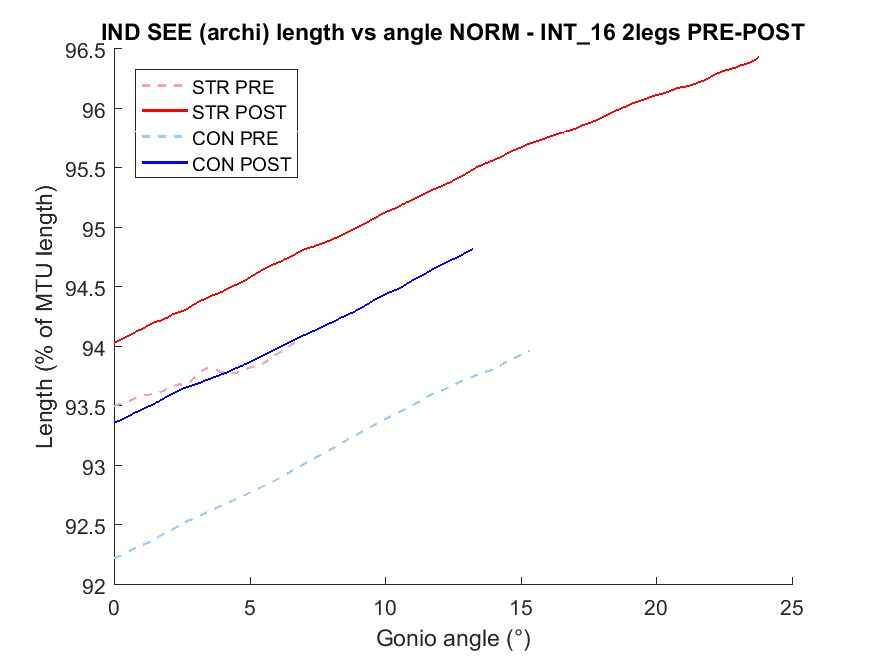 IND SEE (archi) length vs angle NORM - INT_16 2legs PRE-POST
STR PRE
STR POST
CON PRE
CON POST
Length (% of MTU length)
96.5
96
95.5
95
94.5
94
93.5
93
92.5
92
0 5 10 15 20 25
Gonio angle (°)